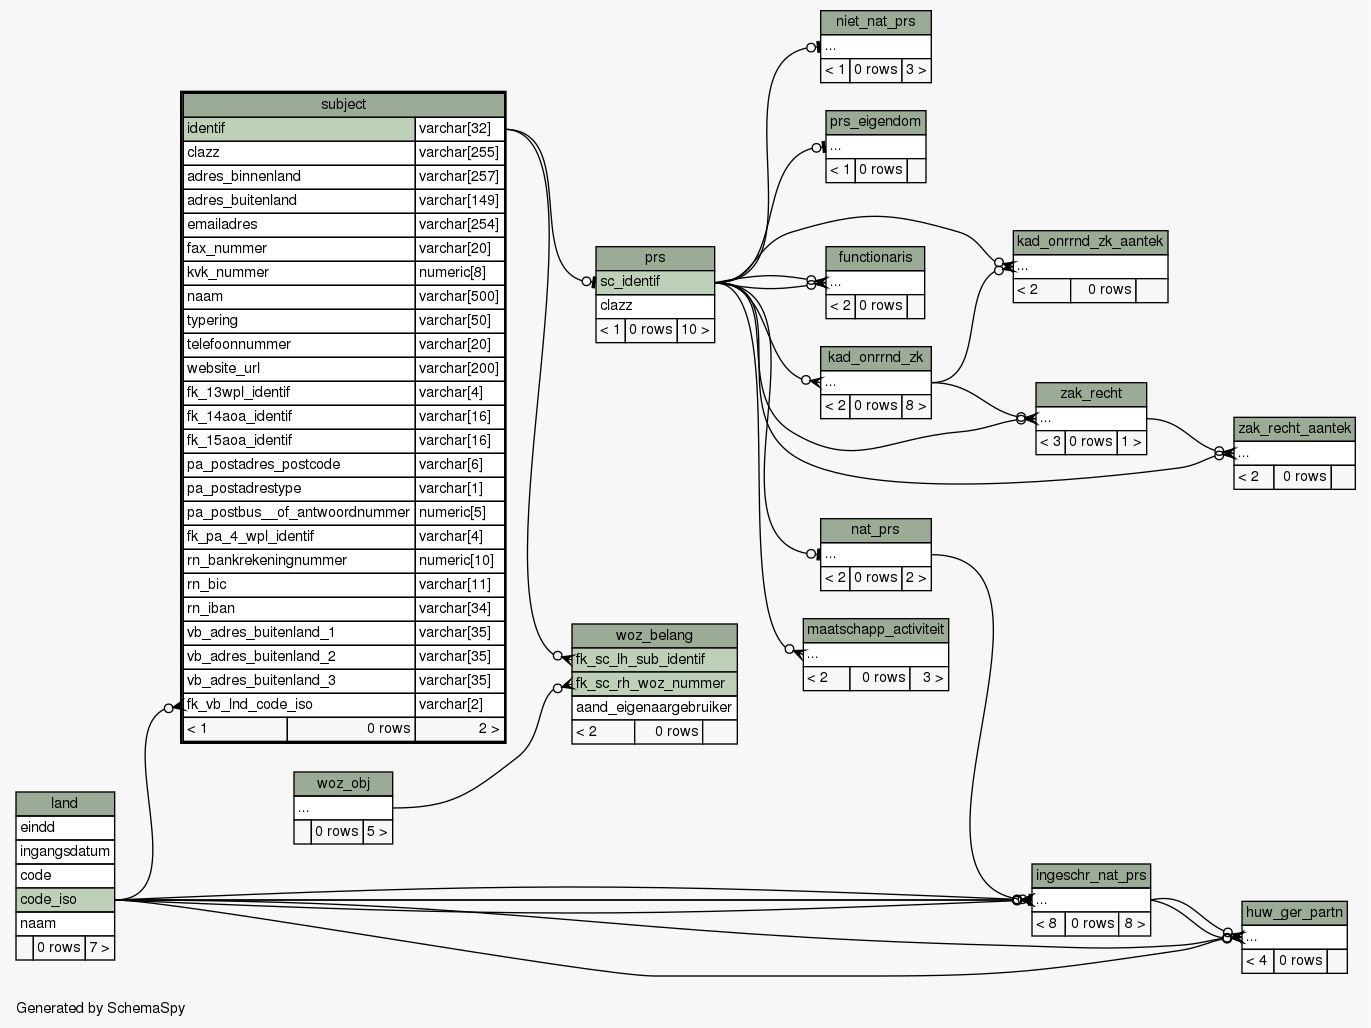 subject
identif varchar[32]
clazz varchar[255]
adres_binnenland varchar[257]
adres_buitenland varchar[149]
emailadres varchar[254]
fax_nummer varchar[20]
kvk_nummer numeric[8]
naam varchar[500]
typering varchar[50]
telefoonnummer varchar[20]
website_url varchar[200]
fk_13wpl_identif varchar[4]
fk_14aoa_identif varchar[16]
fk_15aoa_identif varchar[16]
pa_postadres_postcode varchar[6]
pa_postadrestype varchar[1]
pa_postbus__of_antwoordnummer numeric[5]
fk_pa_4_wpl_identif varchar[4]
rn_bankrekeningnummer numeric[10]
rn_bic varchar[11]
rn_iban varchar[34]
vb_adres_buitenland_1 varchar[35]
vb_adres_buitenland_2 varchar[35]
vb_adres_buitenland_3 varchar[35]
fk_vb_lnd_code_iso varchar[2]
< 1 0 rows 2 >
land
eindd
ingangsdatum
code
code_iso
naam
0 rows 7 >
woz_obj
...
0 rows 5 >
prs
sc_identif
clazz
< 1 0 rows 10 >
woz_belang
fk_sc_lh_sub_identif
fk_sc_rh_woz_nummer
aand_eigenaargebruiker
< 2 0 rows
niet_nat_prs
...
< 1 0 rows 3 >
prs_eigendom
...
< 1 0 rows
functionaris
...
< 2 0 rows
kad_onrrnd_zk
...
< 2 0 rows 8 >
nat_prs
...
< 2 0 rows 2 >
maatschapp_activiteit
...
< 2 0 rows 3 >
kad_onrrnd_zk_aantek
...
< 2 0 rows
zak_recht
...
< 3 0 rows 1 >
zak_recht_aantek
...
< 2 0 rows
ingeschr_nat_prs
...
< 8 0 rows 8 >
huw_ger_partn
...
< 4 0 rows
Generated by SchemaSpy